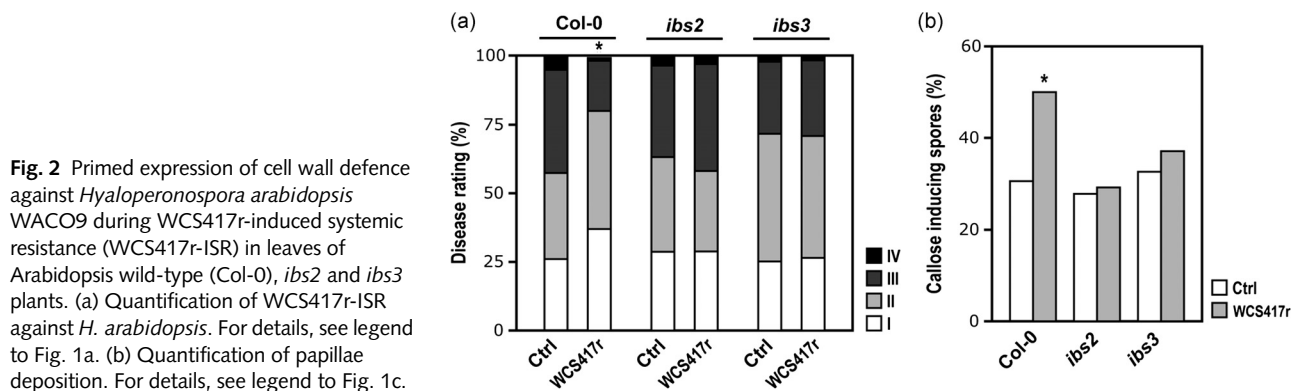 Fig. 2 Primed expression of cell wall defence
against Hyaloperonospora arabidopsis
WACO9 during WCS417r-induced systemic
resistance (WCS417r-ISR) in leaves of
Arabidopsis wild-type (Col-0), ibs2 and ibs3
plants. (a) Quantification of WCS417r-ISR
against H. arabidopsis. For details, see legend
to Fig. 1a. (b) Quantification of papillae
deposition. For details, see legend to Fig. 1c.
(a)
Col-0 ibs2 ibs3
*
Disease rating (%)
100
75
50
25
0
Ctrl WCS417r Ctrl WCS417r Ctrl WCS417r
IV
III
II
I
(b)
Callose inducing spores (%)
60
40
20
0
*
Col-0 ibs2 ibs3
Ctrl
WCS417r